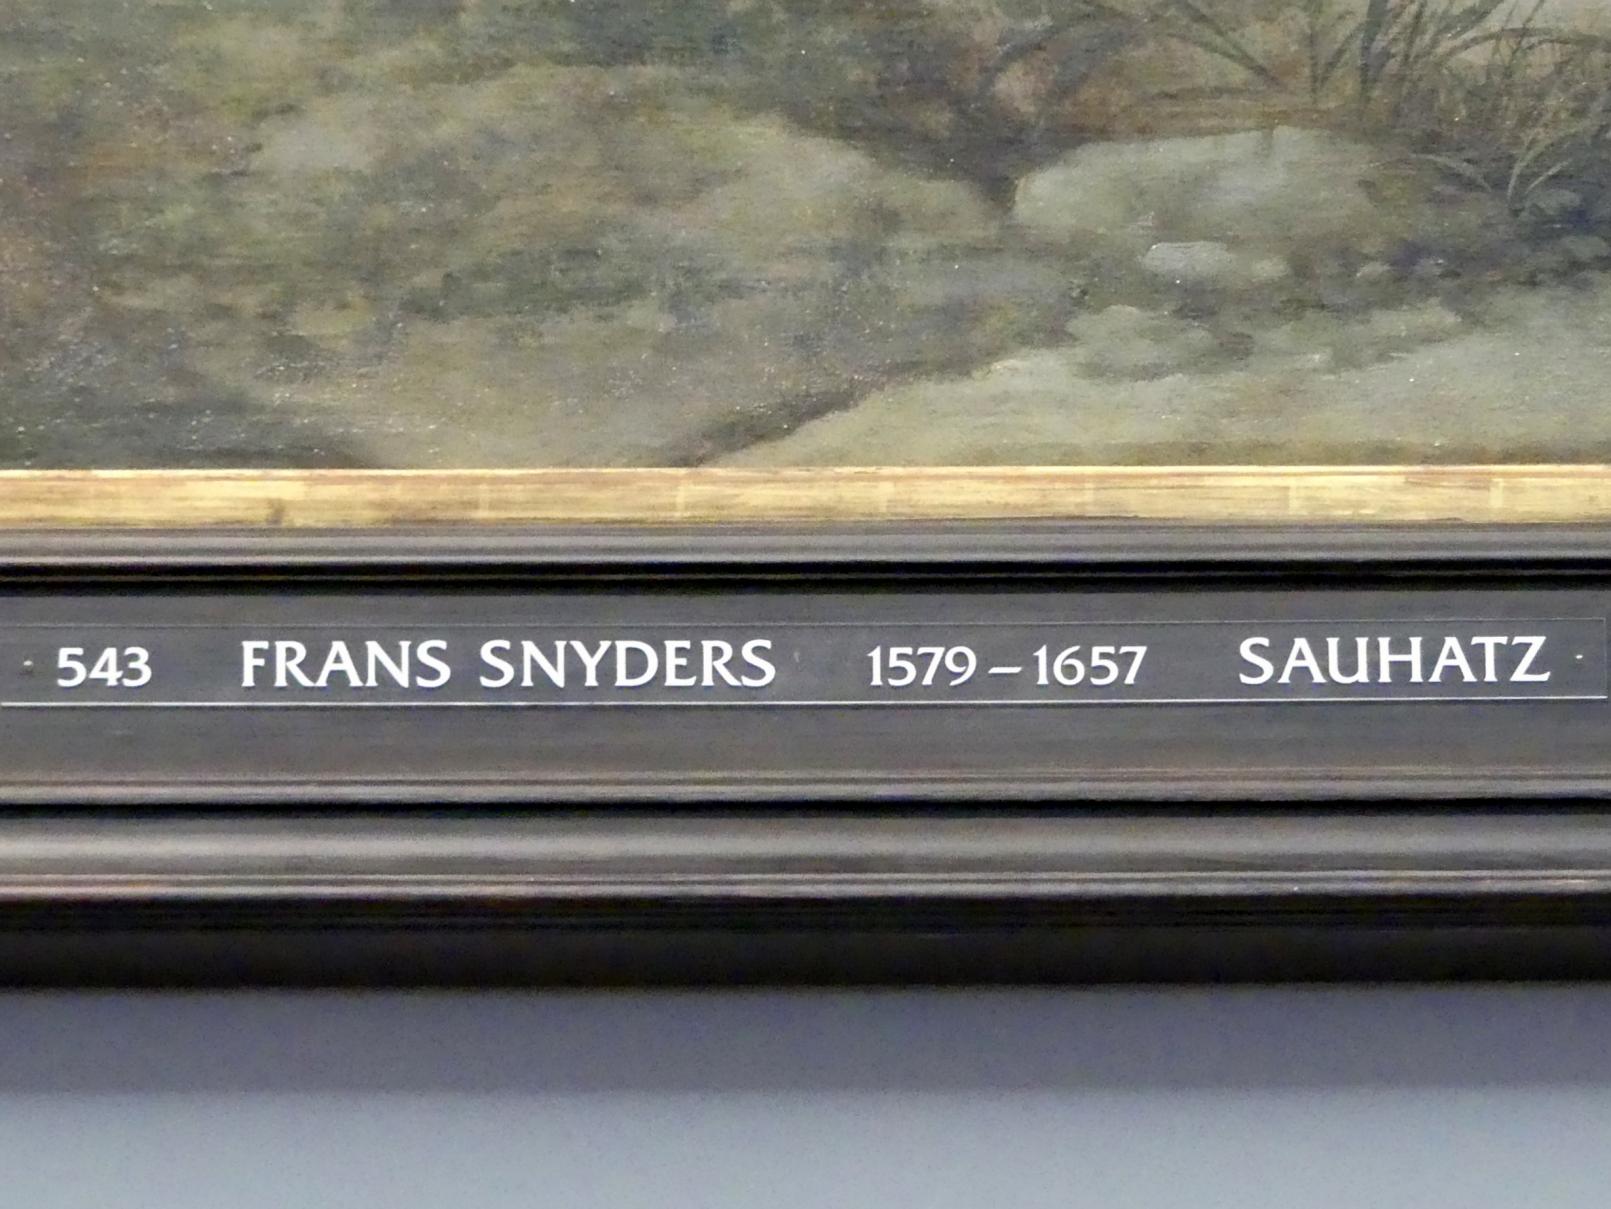 543 FRANS SNYDERS 1579 – 1657 SAUHATZ